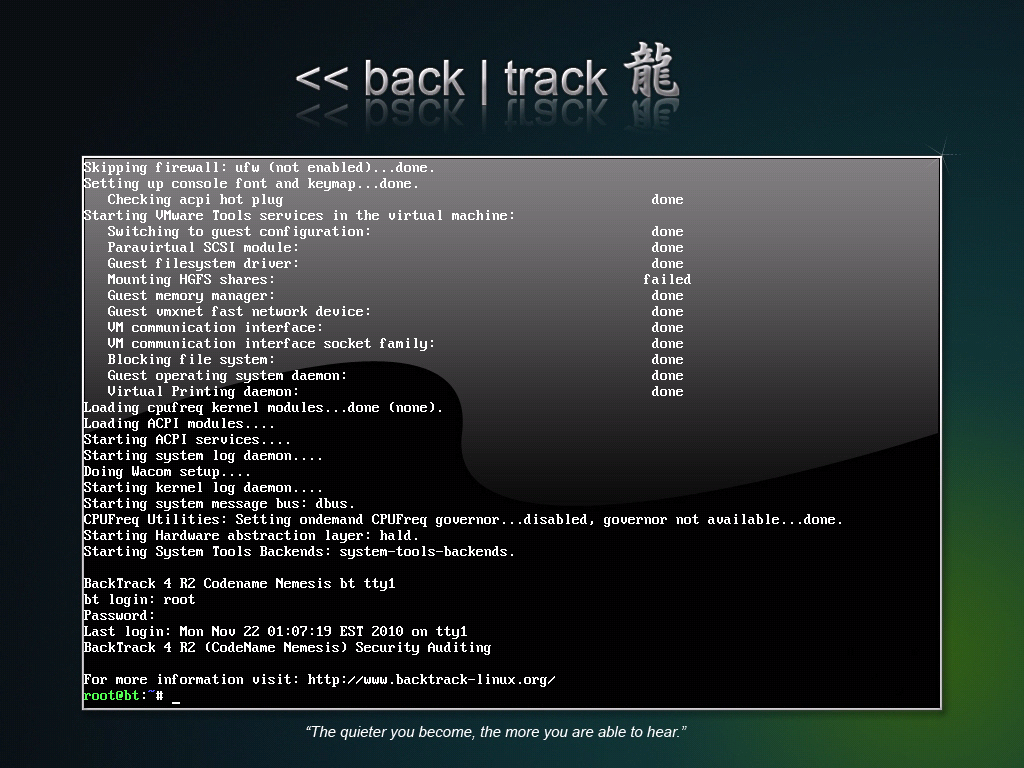 << back | track 龍
Skipping firewall: ufw (not enabled)...done.
Setting up console font and keymap...done.
Checking acpi hot plug done
Starting VMware Tools services in the virtual machine:
Switching to guest configuration: done
Paravirtual SCSI module: done
Guest filesystem driver: done
Mounting HGFS shares: failed
Guest memory manager: done
Guest vmxnet fast network device: done
VM communication interface: done
VM communication interface socket family: done
Blocking file system: done
Guest operating system daemon: done
Virtual Printing daemon: done
Loading cpufreq kernel modules...done (none).
Loading ACPI modules....
Starting ACPI services....
Starting system log daemon....
Doing Wacom setup....
Starting kernel log daemon....
Starting system message bus: dbus.
CPUFreq Utilities: Setting ondemand CPUFreq governor...disabled, governor not available...done.
Starting Hardware abstraction layer: hald.
Starting System Tools Backends: system-tools-backends.
BackTrack 4 R2 Codename Nemesis bt tty1
bt login: root
Password:
Last login: Mon Nov 22 01:07:19 EST 2010 on tty1
BackTrack 4 R2 (CodeName Nemesis) Security Auditing
For more information visit: http://www.backtrack-linux.org/
root@bt:~# _
“The quieter you become, the more you are able to hear.”